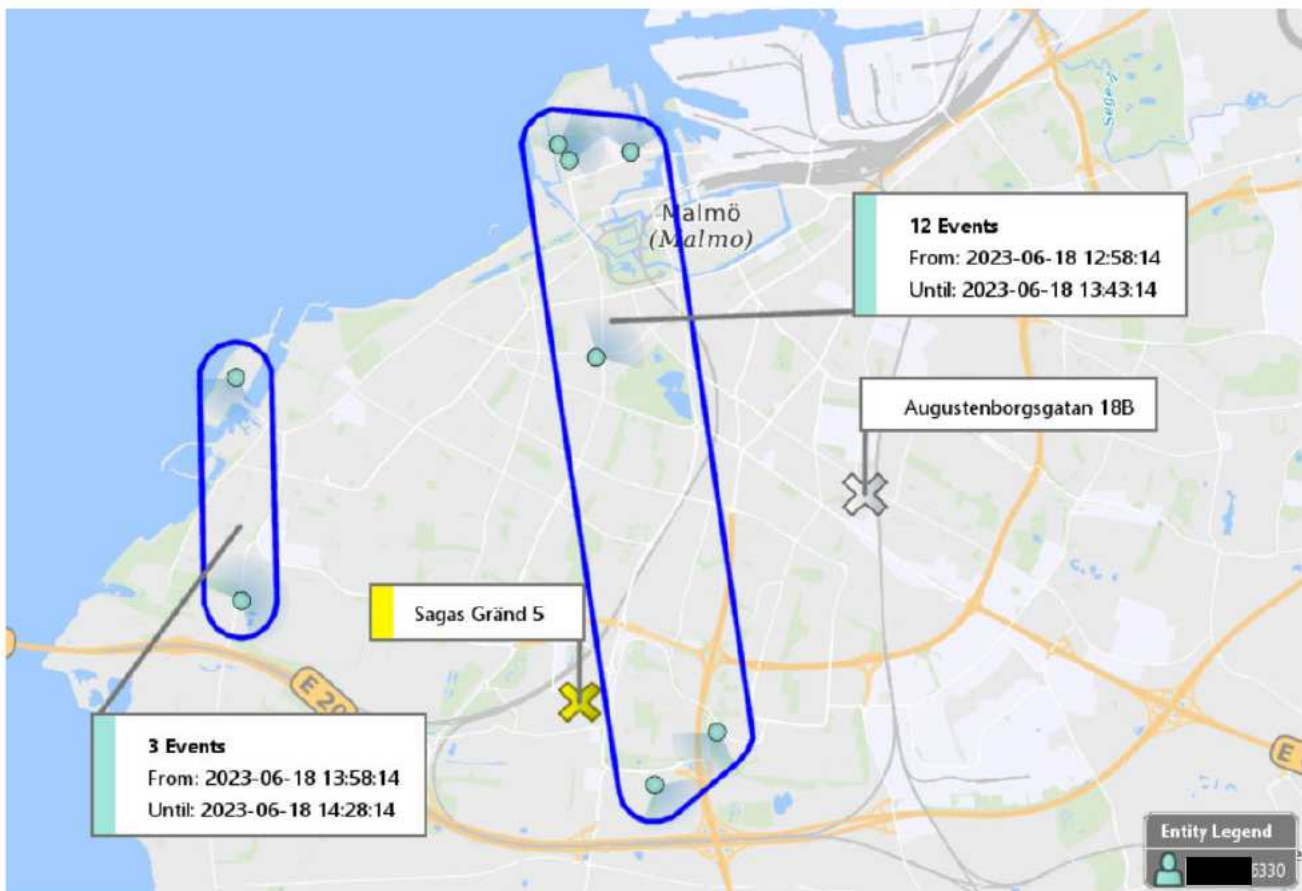 Segeå
Malmö
(Malmo)
12 Events
From: 2023-06-18 12:58:14
Until: 2023-06-18 13:43:14
Augustenborgsgatan 18B
Sagas Gränd 5
E 20
3 Events
From: 2023-06-18 13:58:14
Until: 2023-06-18 14:28:14
E
Entity Legend
6330